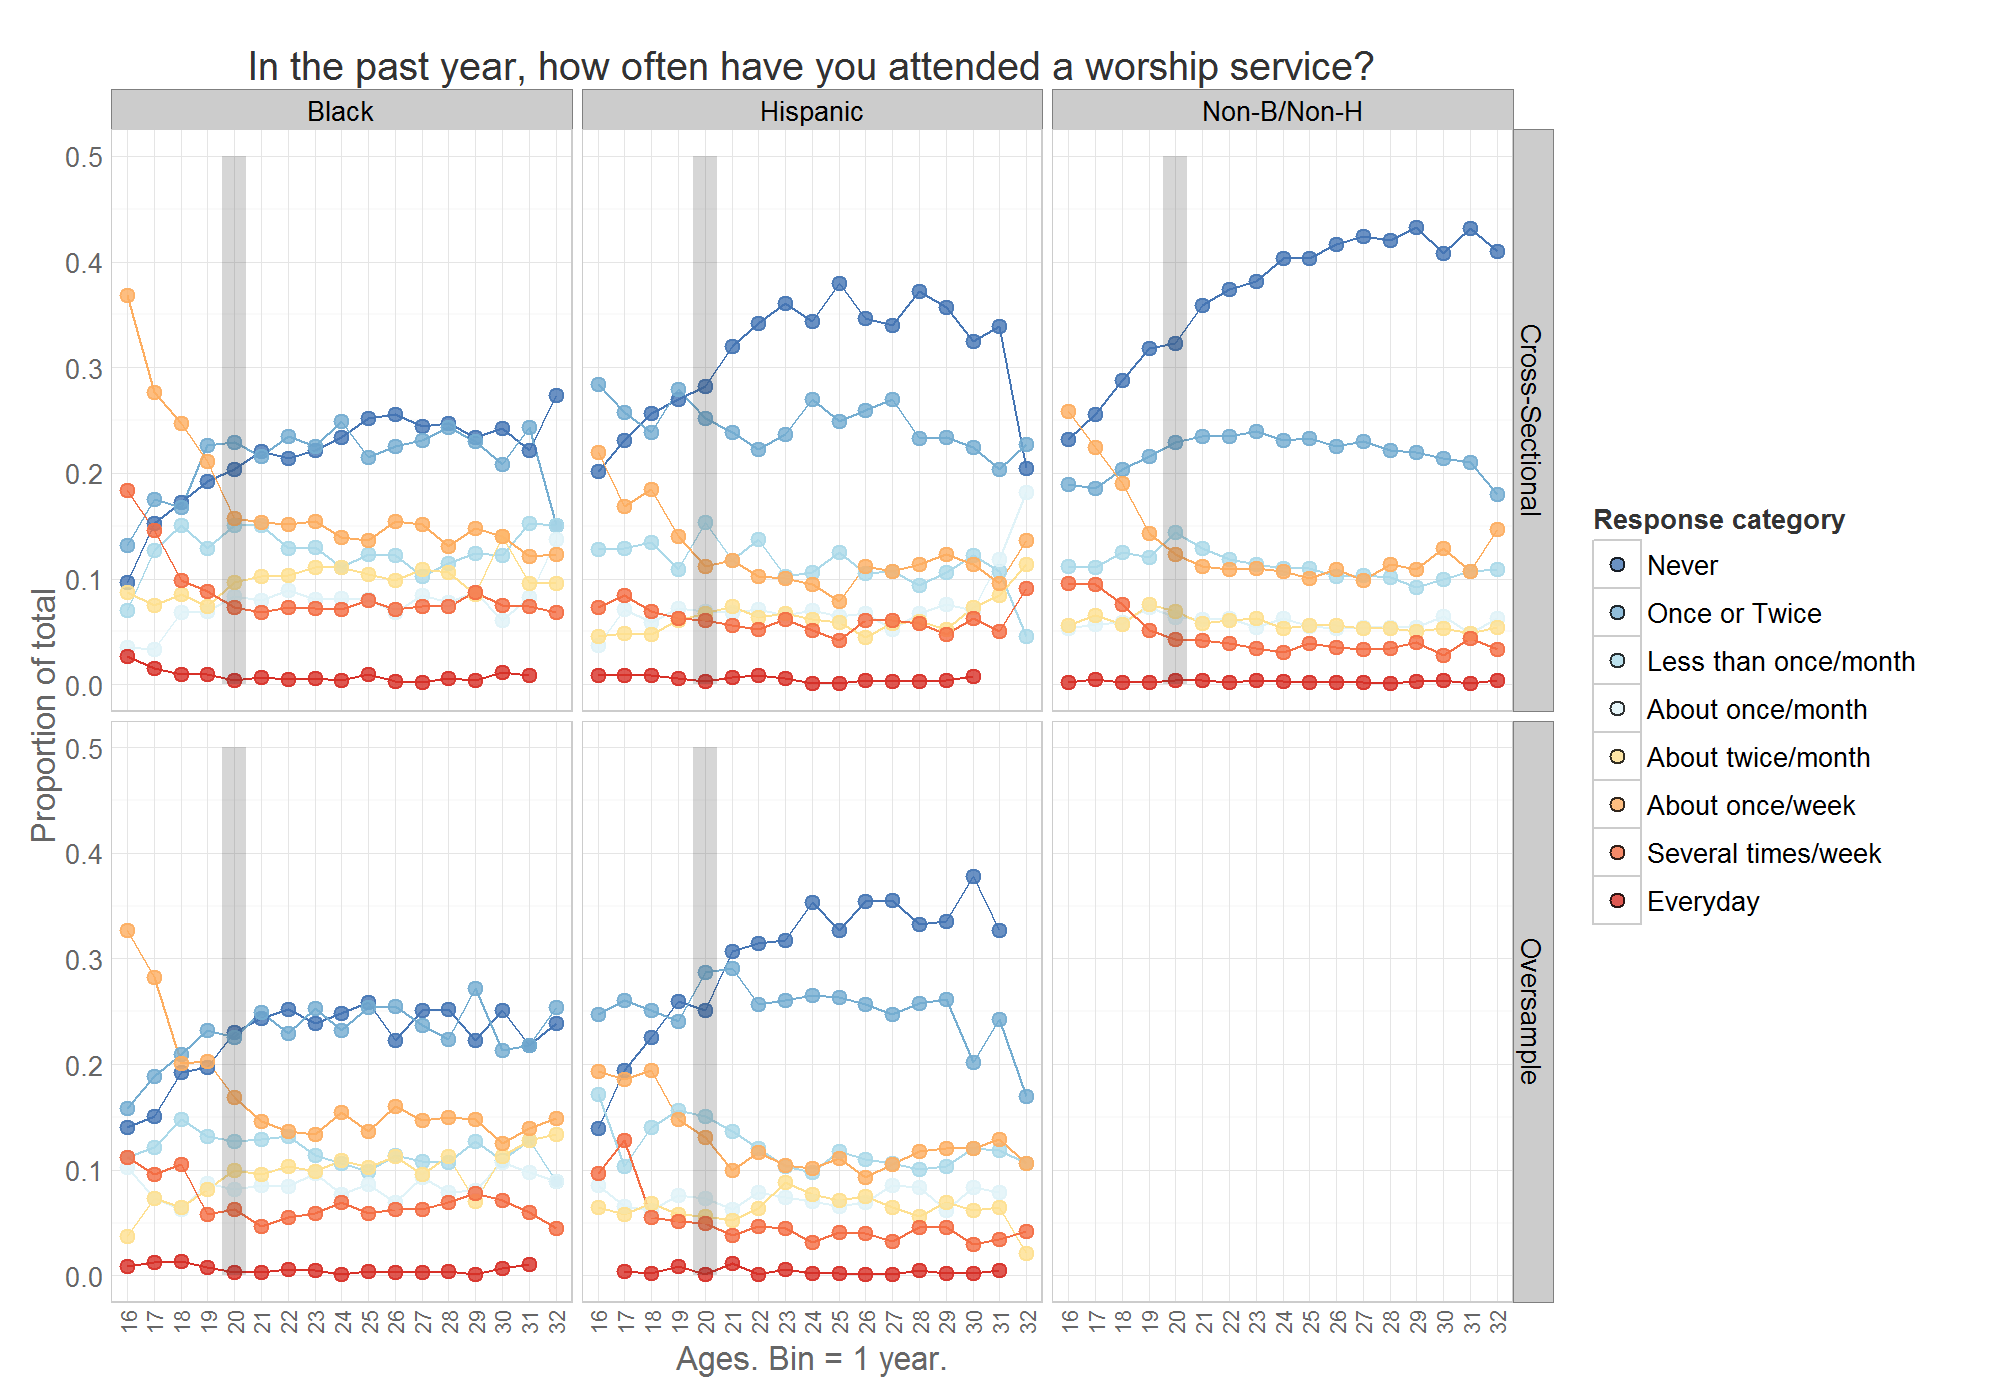 In the past year, how often have you attended a worship service?
Black Hispanic Non-B/Non-H
0.5
0.4
0.3
0.2
0.1
0.0
Cross-Sectional
Proportion of total
0.5
0.4
0.3
0.2
0.1
0.0
Oversample
16 17 18 19 20 21 22 23 24 25 26 27 28 29 30 31 32 16 17 18 19 20 21 22 23 24 25 26 27 28 29 30 31 32 16 17 18 19 20 21 22 23 24 25 26 27 28 29 30 31 32
Ages. Bin = 1 year.
Response category
Never
Once or Twice
Less than once/month
About once/month
About twice/month
About once/week
Several times/week
Everyday